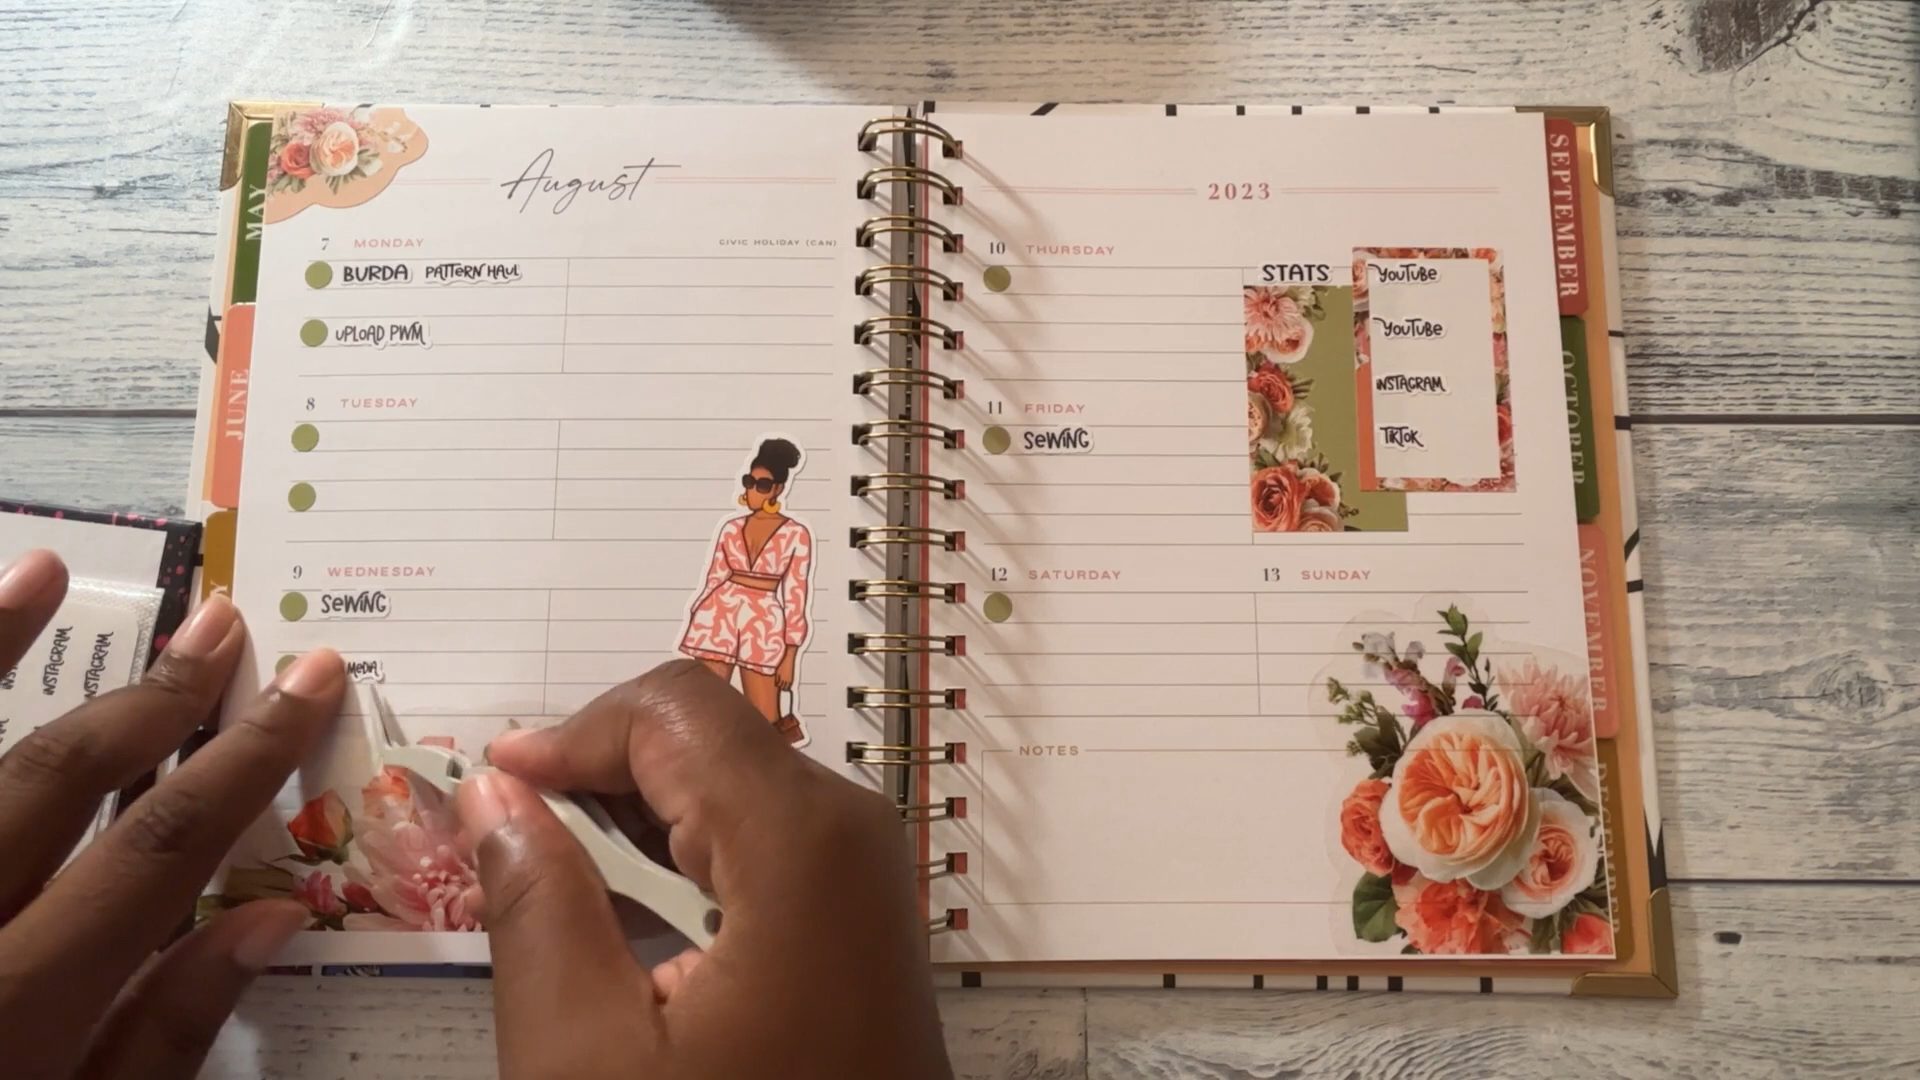 August
7 MONDAY CIVIC HOLIDAY (CAN)
BURDA PATTERN HAUL
UPLOAD PWM
8 TUESDAY
9 WEDNESDAY
SEWING
MEDIA
2023
10 THURSDAY
STATS
YOUTUBE
YOUTUBE
INSTAGRAM
TIKTOK
11 FRIDAY
SEWING
12 SATURDAY 13 SUNDAY
NOTES
MAY
JUNE
SEPTEMBER
OCTOBER
NOVEMBER
DECEMBER
INSTAGRAM
INSTAGRAM